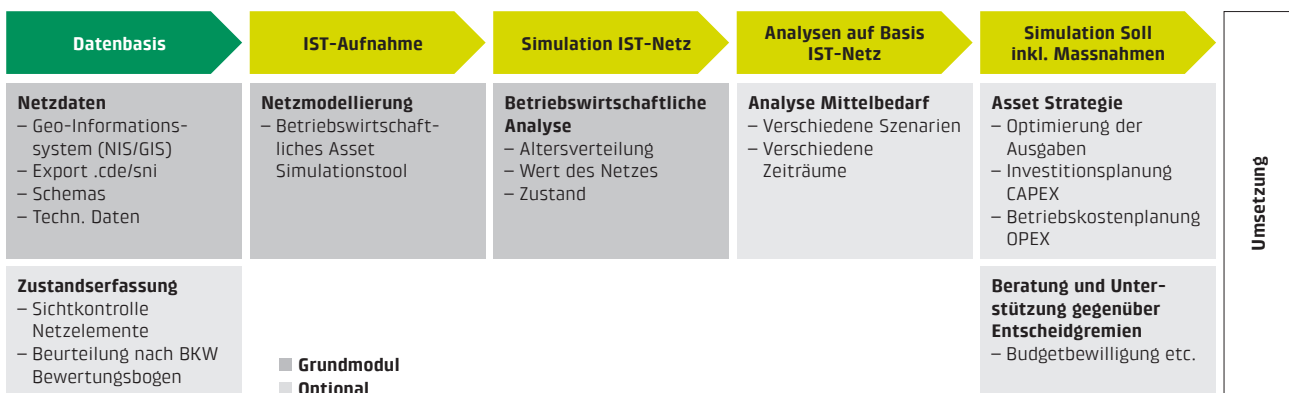 Datenbasis
IST-Aufnahme
Simulation IST-Netz
Analysen auf Basis
IST-Netz
Simulation Soll
inkl. Massnahmen
Netzdaten
– Geo-Informations-
system (NIS/GIS)
– Export .cde/sni
– Schemas
– Techn. Daten
Netzmodellierung
– Betriebswirtschaft-
liches Asset
Simulationstool
Betriebswirtschaftliche
Analyse
– Altersverteilung
– Wert des Netzes
– Zustand
Analyse Mittelbedarf
– Verschiedene Szenarien
– Verschiedene
Zeiträume
Asset Strategie
– Optimierung der
Ausgaben
– Investitionsplanung
CAPEX
– Betriebskostenplanung
OPEX
Umsetzung
Zustandserfassung
– Sichtkontrolle
Netzelemente
– Beurteilung nach BKW
Bewertungsbogen
Grundmodul
Optional
Beratung und Unter-
stützung gegenüber
Entscheidgremien
– Budgetbewilligung etc.